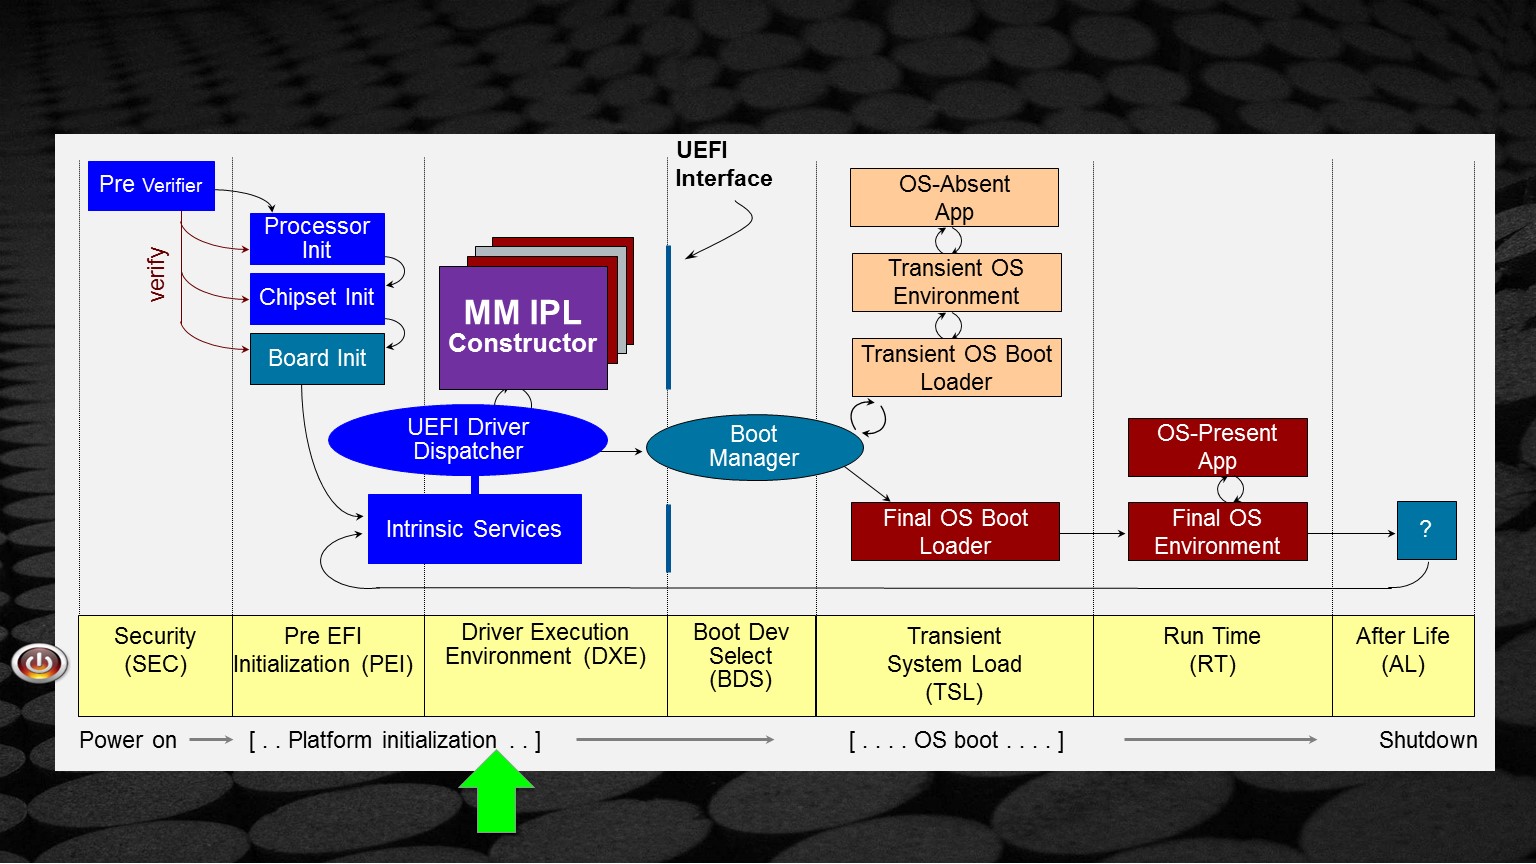 UEFI
Interface
Pre Verifier
verify
Processor
Init
Chipset Init
Board Init
MM IPL
Constructor
UEFI Driver
Dispatcher
Intrinsic Services
Boot
Manager
OS-Absent
App
Transient OS
Environment
Transient OS Boot
Loader
Final OS Boot
Loader
OS-Present
App
Final OS
Environment
?
Security
(SEC)
Pre EFI
Initialization (PEI)
Driver Execution
Environment (DXE)
Boot Dev
Select
(BDS)
Transient
System Load
(TSL)
Run Time
(RT)
After Life
(AL)
Power on
[ . . Platform initialization . . ]
[ . . . . OS boot . . . . ]
Shutdown